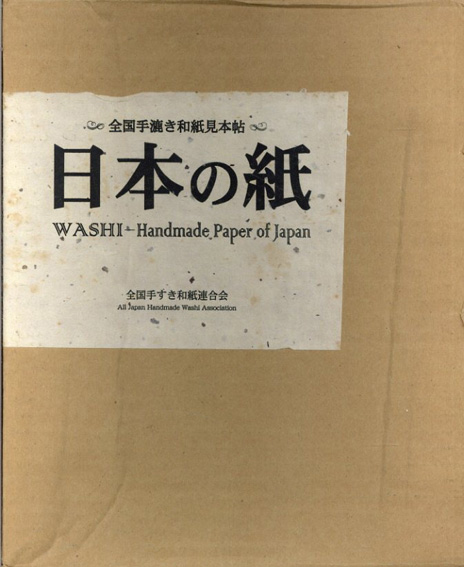 全国手漉き和紙見本帖
日本の紙
WASHI-Handmade Paper of Japan
全国手すき和紙連合会
All Japan Handmade Washi Association